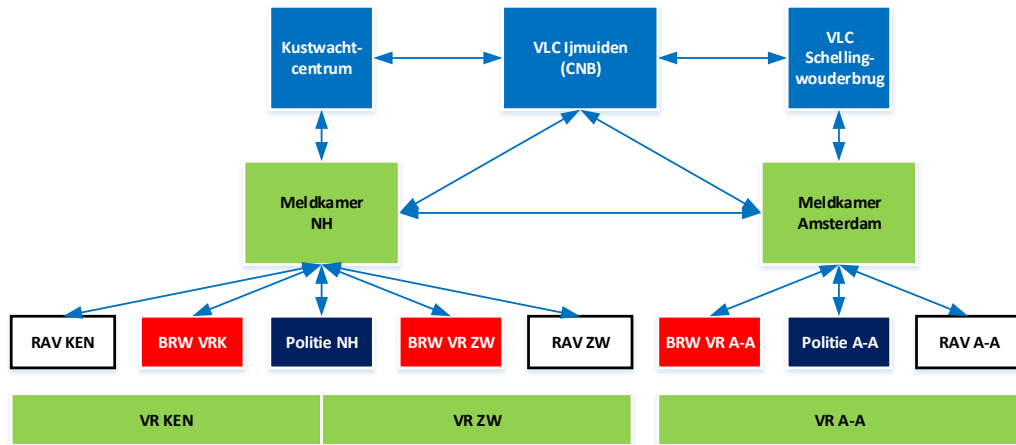 Kustwacht-
centrum
VLC Ijmuiden
(CNB)
VLC
Schelling-
wouderbrug
Meldkamer
NH
Meldkamer
Amsterdam
RAV KEN
BRW VRK
Politie NH
BRW VR ZW
RAV ZW
BRW VR A-A
Politie A-A
RAV A-A
VR KEN
VR ZW
VR A-A